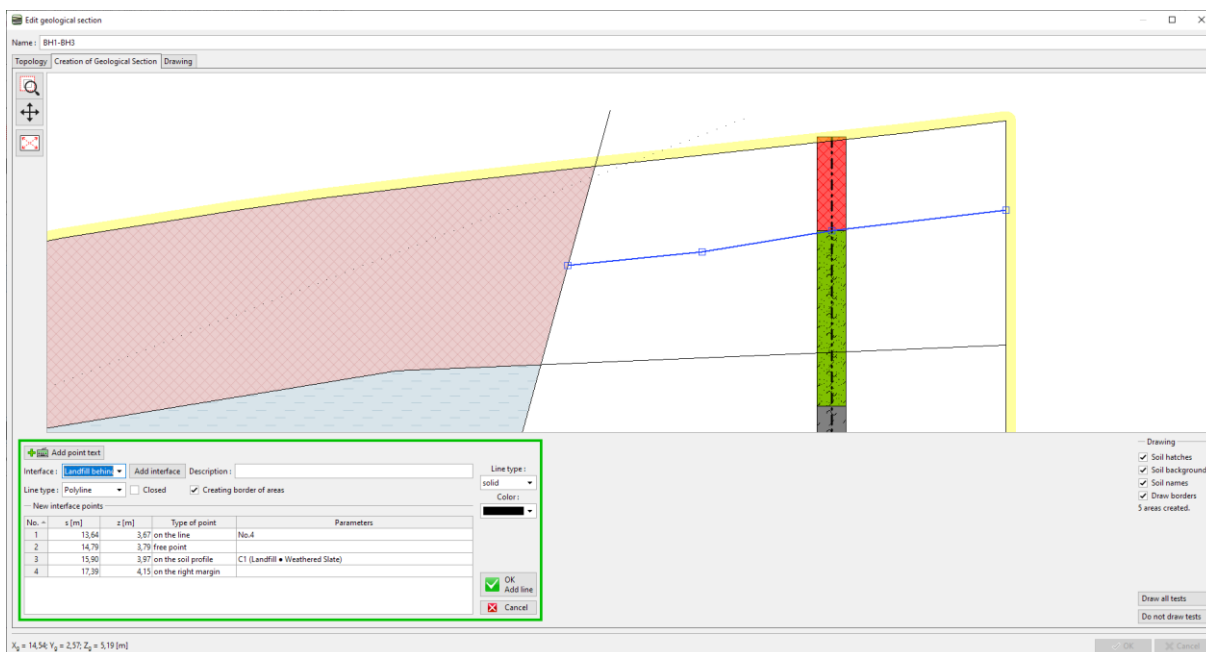 Edit geological section
Name : BH1-BH3
Topology Creation of Geological Section Drawing
Add point text
Interface : Landfill behin Add interface Description :
Line type : Polyline Closed Creating border of areas
Line type :
solid
Color :
New interface points
No. s [m] z [m] Type of point Parameters
1 13,64 3,67 on the line No.4
2 14,79 3,79 free point
3 15,90 3,97 on the soil profile C1 (Landfill ● Weathered Slate)
4 17,39 4,15 on the right margin
OK
Add line
Cancel
Drawing
Soil hatches
Soil background
Soil names
Draw borders
5 areas created.
Draw all tests
Do not draw tests
Xg = 14,54; Yg = 2,57; Zg = 5,19 [m]
OK Cancel